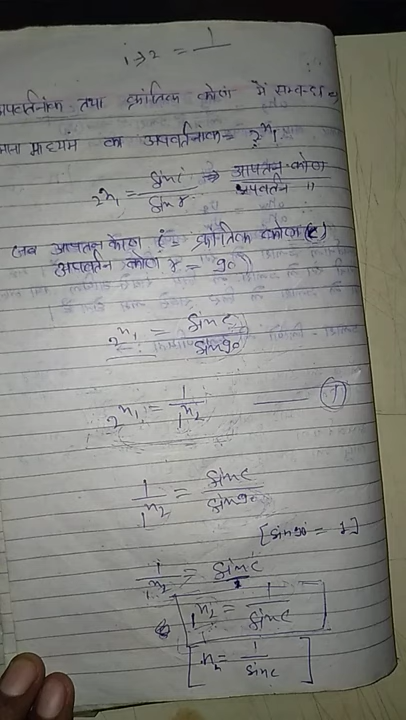 i→2 = 1
अपवर्तनांक तथा क्रांतिक कोण में सम्बन्ध
माना माध्यम का अपवर्तनांक = ₂n₁
₂n₁ = sin i / sin r ⇒ आपतन कोण / अपवर्तन "
जब आपतन कोण i = क्रांतिक कोण (c)
अपवर्तन कोण r = 90
₂n₁ = sin c / sin 90
₂n₁ = 1 / ₁n₂ —— ①
1 / ₁n₂ = sin c / sin 90
[sin 90 = 1]
1 / ₁n₂ = sin c / 1
₁n₂ = 1 / sin c
n₂ = 1 / sin c